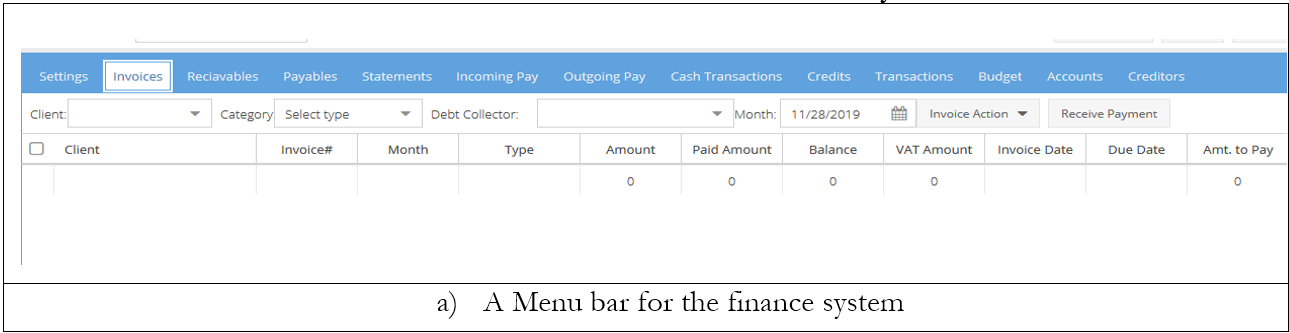 Settings Invoices Reciavables Payables Statements Incoming Pay Outgoing Pay Cash Transactions Credits Transactions Budget Accounts Creditors
Client: Category Select type Debt Collector: Month: 11/28/2019 Invoice Action Receive Payment
Client Invoice# Month Type Amount Paid Amount Balance VAT Amount Invoice Date Due Date Amt. to Pay
0 0 0 0 0
a) A Menu bar for the finance system